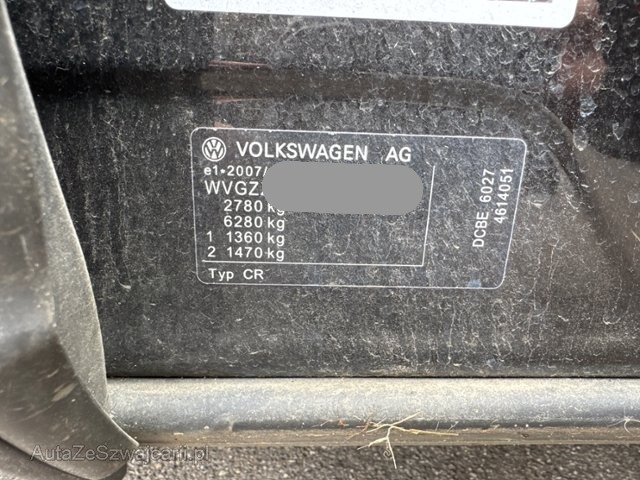 VOLKSWAGEN AG
e1*2007/
WVGZ
2780 kg
6280 kg
1 1360 kg
2 1470 kg
Typ CR
DCBE 6027
4614051
AutaZeSzwajcarii.pl